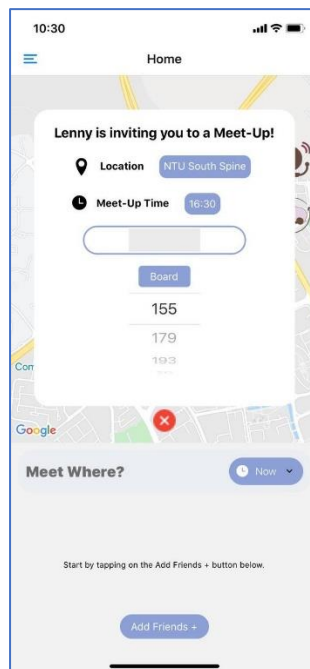 10:30
Home
Lenny is inviting you to a Meet-Up!
Location NTU South Spine
Meet-Up Time 16:30
Board
155
179
193
Com
Google
Meet Where? Now
Start by tapping on the Add Friends + button below.
Add Friends +